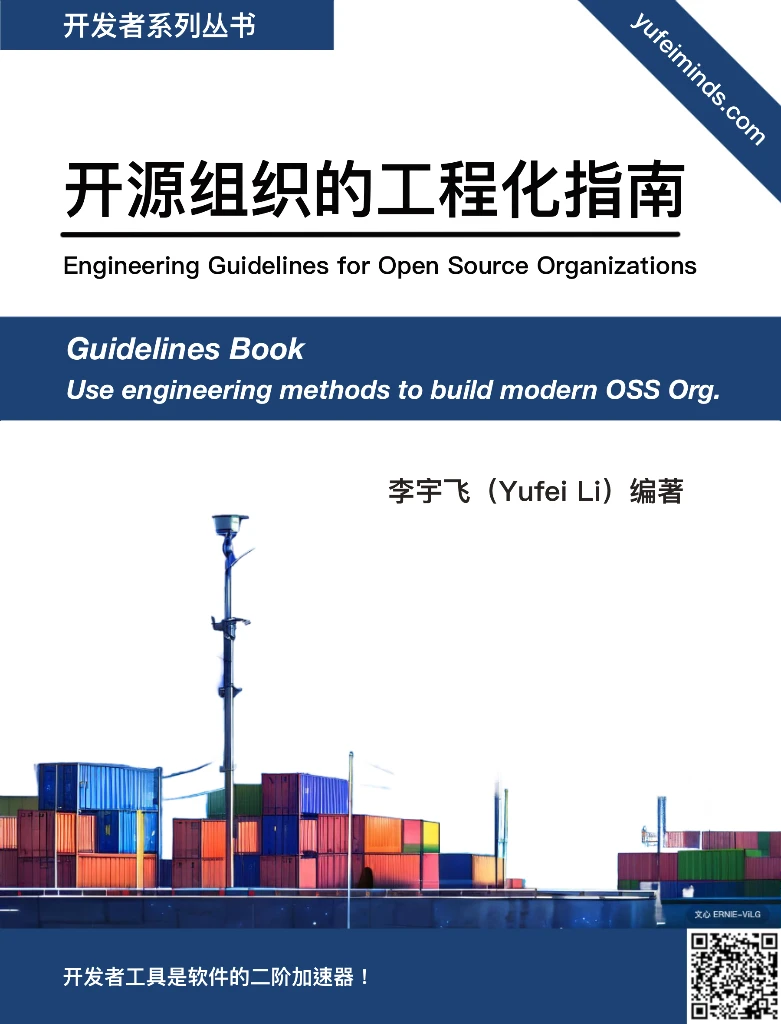 开发者系列丛书
yufeiminds.com
开源组织的工程化指南
Engineering Guidelines for Open Source Organizations
Guidelines Book
Use engineering methods to build modern OSS Org.
李宇飞（Yufei Li）编著
文心 ERNIE-ViLG
开发者工具是软件的二阶加速器！